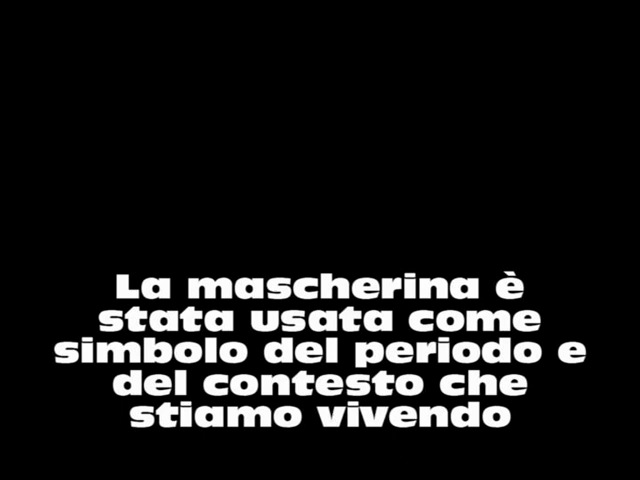 La mascherina è
stata usata come
simbolo del periodo e
del contesto che
stiamo vivendo